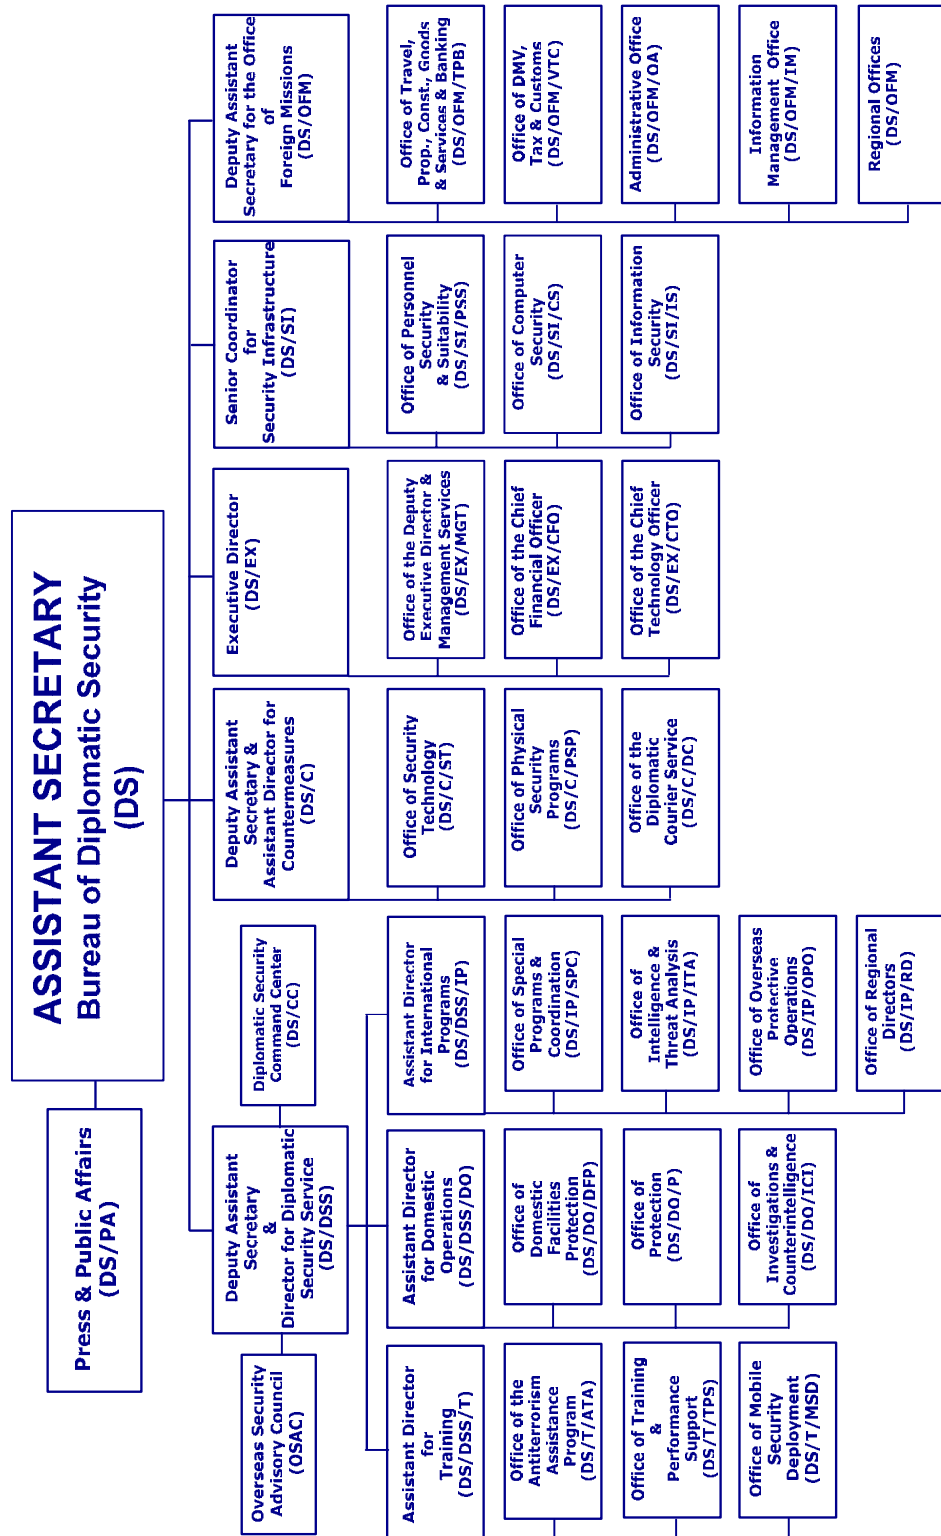 ASSISTANT SECRETARY
Bureau of Diplomatic Security
(DS)
Press & Public Affairs
(DS/PA)
Overseas Security
Advisory Council
(OSAC)
Deputy Assistant
Secretary
&
Director for Diplomatic
Security Service
(DS/DSS)
Diplomatic Security
Command Center
(DS/CC)
Deputy Assistant
Secretary &
Assistant Director for
Countermeasures
(DS/C)
Executive Director
(DS/EX)
Senior Coordinator
for
Security Infrastructure
(DS/SI)
Deputy Assistant
Secretary for the Office
of
Foreign Missions
(DS/OFM)
Assistant Director
for
Training
(DS/DSS/T)
Assistant Director
for Domestic
Operations
(DS/DSS/DO)
Assistant Director
for International
Programs
(DS/DSS/IP)
Office of Security
Technology
(DS/C/ST)
Office of the Deputy
Executive Director &
Management Services
(DS/EX/MGT)
Office of Personnel
Security
& Suitability
(DS/SI/PSS)
Office of Travel,
Prop., Const., Goods
& Services & Banking
(DS/OFM/TPB)
Office of the
Antiterrorism
Assistance
Program
(DS/T/ATA)
Office of
Domestic
Facilities
Protection
(DS/DO/DFP)
Office of Special
Programs &
Coordination
(DS/IP/SPC)
Office of Physical
Security
Programs
(DS/C/PSP)
Office of the Chief
Financial Officer
(DS/EX/CFO)
Office of Computer
Security
(DS/SI/CS)
Office of DMV,
Tax & Customs
(DS/OFM/VTC)
Office of Training
&
Performance
Support
(DS/T/TPS)
Office of
Protection
(DS/DO/P)
Office of
Intelligence &
Threat Analysis
(DS/IP/ITA)
Office of the
Diplomatic
Courier Service
(DS/C/DC)
Office of the Chief
Technology Officer
(DS/EX/CTO)
Office of Information
Security
(DS/SI/IS)
Administrative Office
(DS/OFM/OA)
Office of Mobile
Security
Deployment
(DS/T/MSD)
Office of
Investigations &
Counterintelligence
(DS/DO/ICI)
Office of Overseas
Protective
Operations
(DS/IP/OPO)
Information
Management Office
(DS/OFM/IM)
Office of Regional
Directors
(DS/IP/RD)
Regional Offices
(DS/OFM)